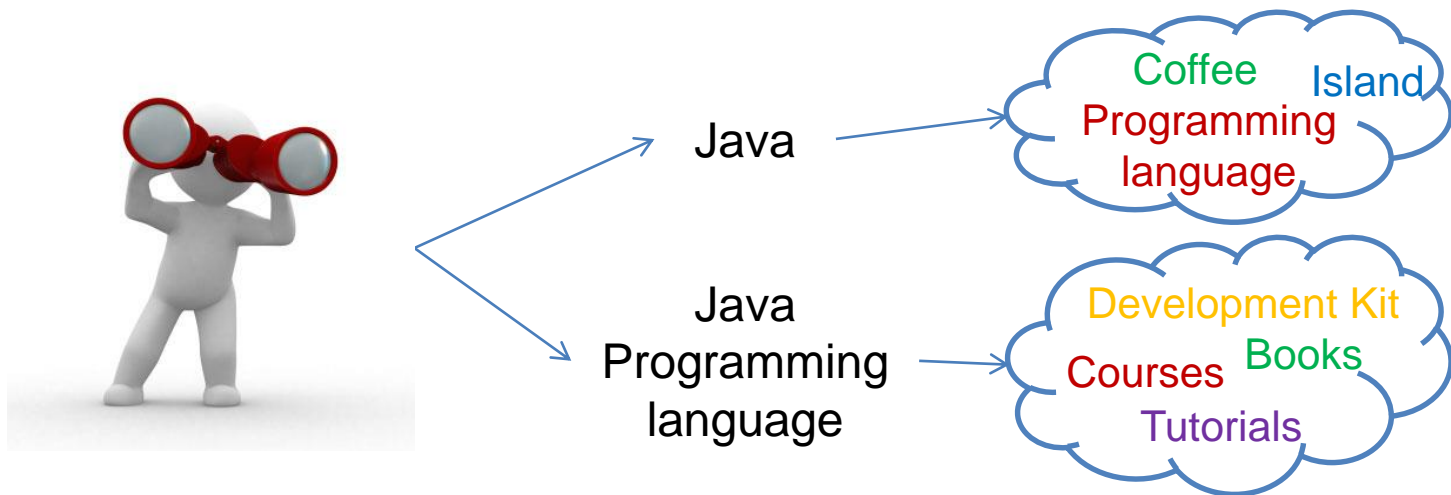 Java
Coffee
Island
Programming
language
Java
Programming
language
Development Kit
Books
Courses
Tutorials